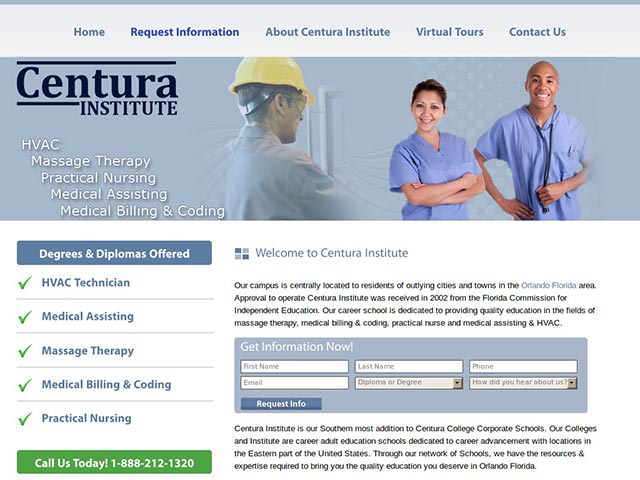 Home Request Information About Centura Institute Virtual Tours Contact Us
Centura
INSTITUTE
HVAC
Massage Therapy
Practical Nursing
Medical Assisting
Medical Billing & Coding
Degrees & Diplomas Offered
HVAC Technician
Medical Assisting
Massage Therapy
Medical Billing & Coding
Practical Nursing
Call Us Today! 1-888-212-1320
Welcome to Centura Institute
Our campus is centrally located to residents of outlying cities and towns in the Orlando Florida area.
Approval to operate Centura Institute was received in 2002 from the Florida Commission for
Independent Education. Our career school is dedicated to providing quality education in the fields of
massage therapy, medical billing & coding, practical nurse and medical assisting & HVAC.
Get Information Now!
First Name Last Name Phone
Email Diploma or Degree How did you hear about us?
Request Info
Centura Institute is our Southern most addition to Centura College Corporate Schools. Our Colleges
and Institute are career adult education schools dedicated to career advancement with locations in
the Eastern part of the United States. Through our network of Schools, we have the resources &
expertise required to bring you the quality education you deserve in Orlando Florida.